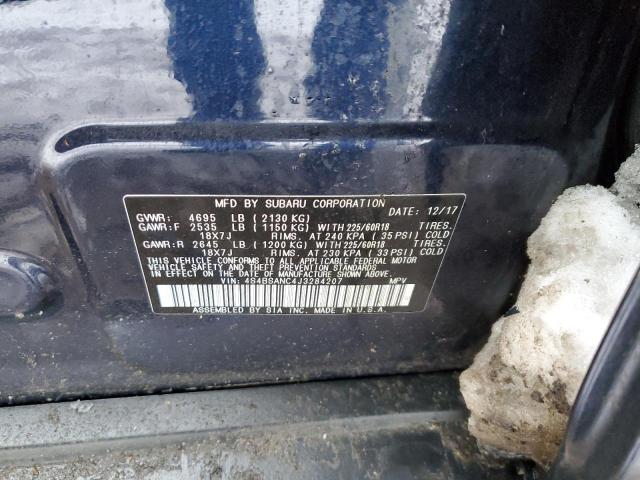 MFD BY SUBARU CORPORATION
GVWR: 4695 LB ( 2130 KG) DATE: 12/17
GAWR:F 2535 LB ( 1150 KG) WITH 225/60R18 TIRES.
18X7J RIMS. AT 240 KPA ( 35 PSI) COLD
GAWR:R 2645 LB ( 1200 KG) WITH 225/60R18 TIRES.
18X7J RIMS. AT 230 KPA ( 33 PSI) COLD
THIS VEHICLE CONFORMS TO ALL APPLICABLE FEDERAL MOTOR
VEHICLE SAFETY AND THEFT PREVENTION STANDARDS
IN EFFECT ON THE DATE OF MANUFACTURE SHOWN ABOVE.
VIN: 4S4BSANC4J3284207 MPV
ASSEMBLED BY SIA INC. MADE IN U.S.A.